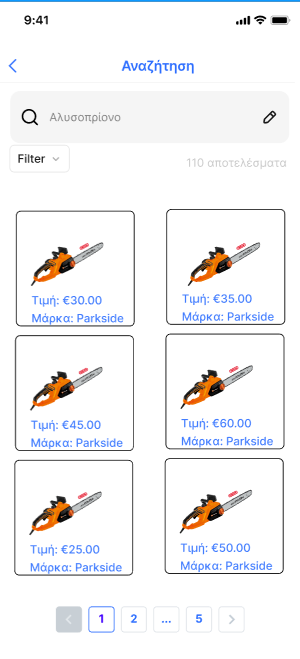 9:41
Αναζήτηση
Αλυσοπρίονο
Filter
110 αποτελέσματα
Τιμή: €30.00
Μάρκα: Parkside
Τιμή: €35.00
Μάρκα: Parkside
Τιμή: €45.00
Μάρκα: Parkside
Τιμή: €60.00
Μάρκα: Parkside
Τιμή: €25.00
Μάρκα: Parkside
Τιμή: €50.00
Μάρκα: Parkside
1 2 ... 5